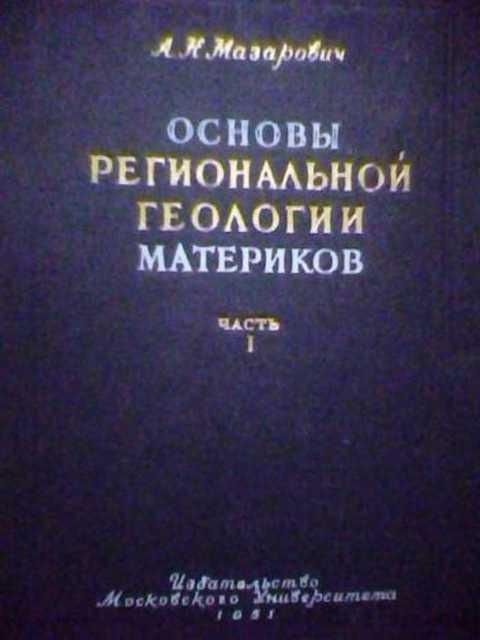 А. Н. Мазарович
ОСНОВЫ
РЕГИОНАЛЬНОЙ
ГЕОЛОГИИ
МАТЕРИКОВ
ЧАСТЬ
I
Издательство
Московского Университета
1951